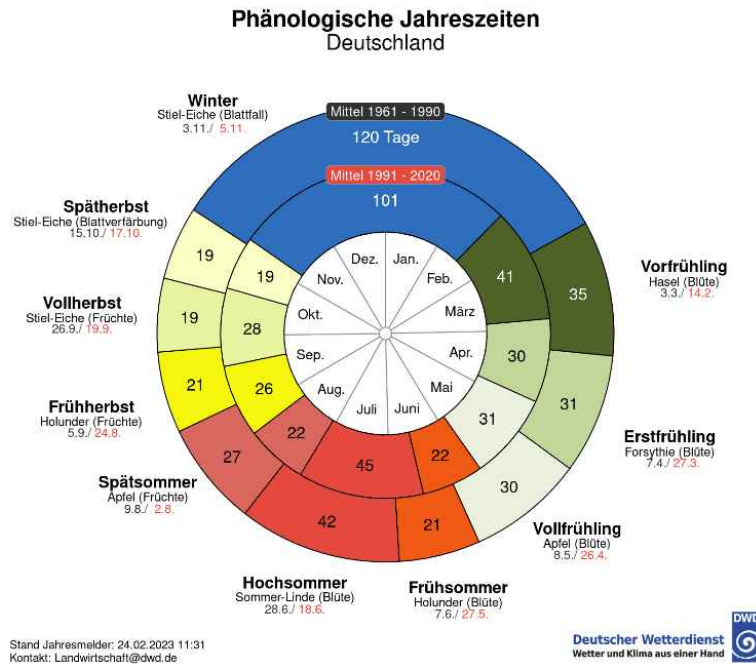 Phänologische Jahreszeiten
Deutschland
Mittel 1961 - 1990
120 Tage
Mittel 1991 - 2020
101
Winter
Stiel-Eiche (Blattfall)
3.11./ 5.11.
Spätherbst
Stiel-Eiche (Blattverfärbung)
15.10./ 17.10.
Vollherbst
Stiel-Eiche (Früchte)
26.9./ 19.9.
Frühherbst
Holunder (Früchte)
5.9./ 24.8.
Spätsommer
Apfel (Früchte)
9.8./ 2.8.
Hochsommer
Sommer-Linde (Blüte)
28.6./ 18.6.
Frühsommer
Holunder (Blüte)
7.6./ 27.5.
Vollfrühling
Apfel (Blüte)
8.5./ 26.4.
Erstfrühling
Forsythie (Blüte)
7.4./ 27.3.
Vorfrühling
Hasel (Blüte)
3.3./ 14.2.
35
31
30
21
42
27
21
19
19
41
30
31
22
45
22
26
28
19
Jan.
Feb.
März
Apr.
Mai
Juni
Juli
Aug.
Sep.
Okt.
Nov.
Dez.
Stand Jahresmelder: 24.02.2023 11:31
Kontakt: Landwirtschaft@dwd.de
Deutscher Wetterdienst
Wetter und Klima aus einer Hand
DWD